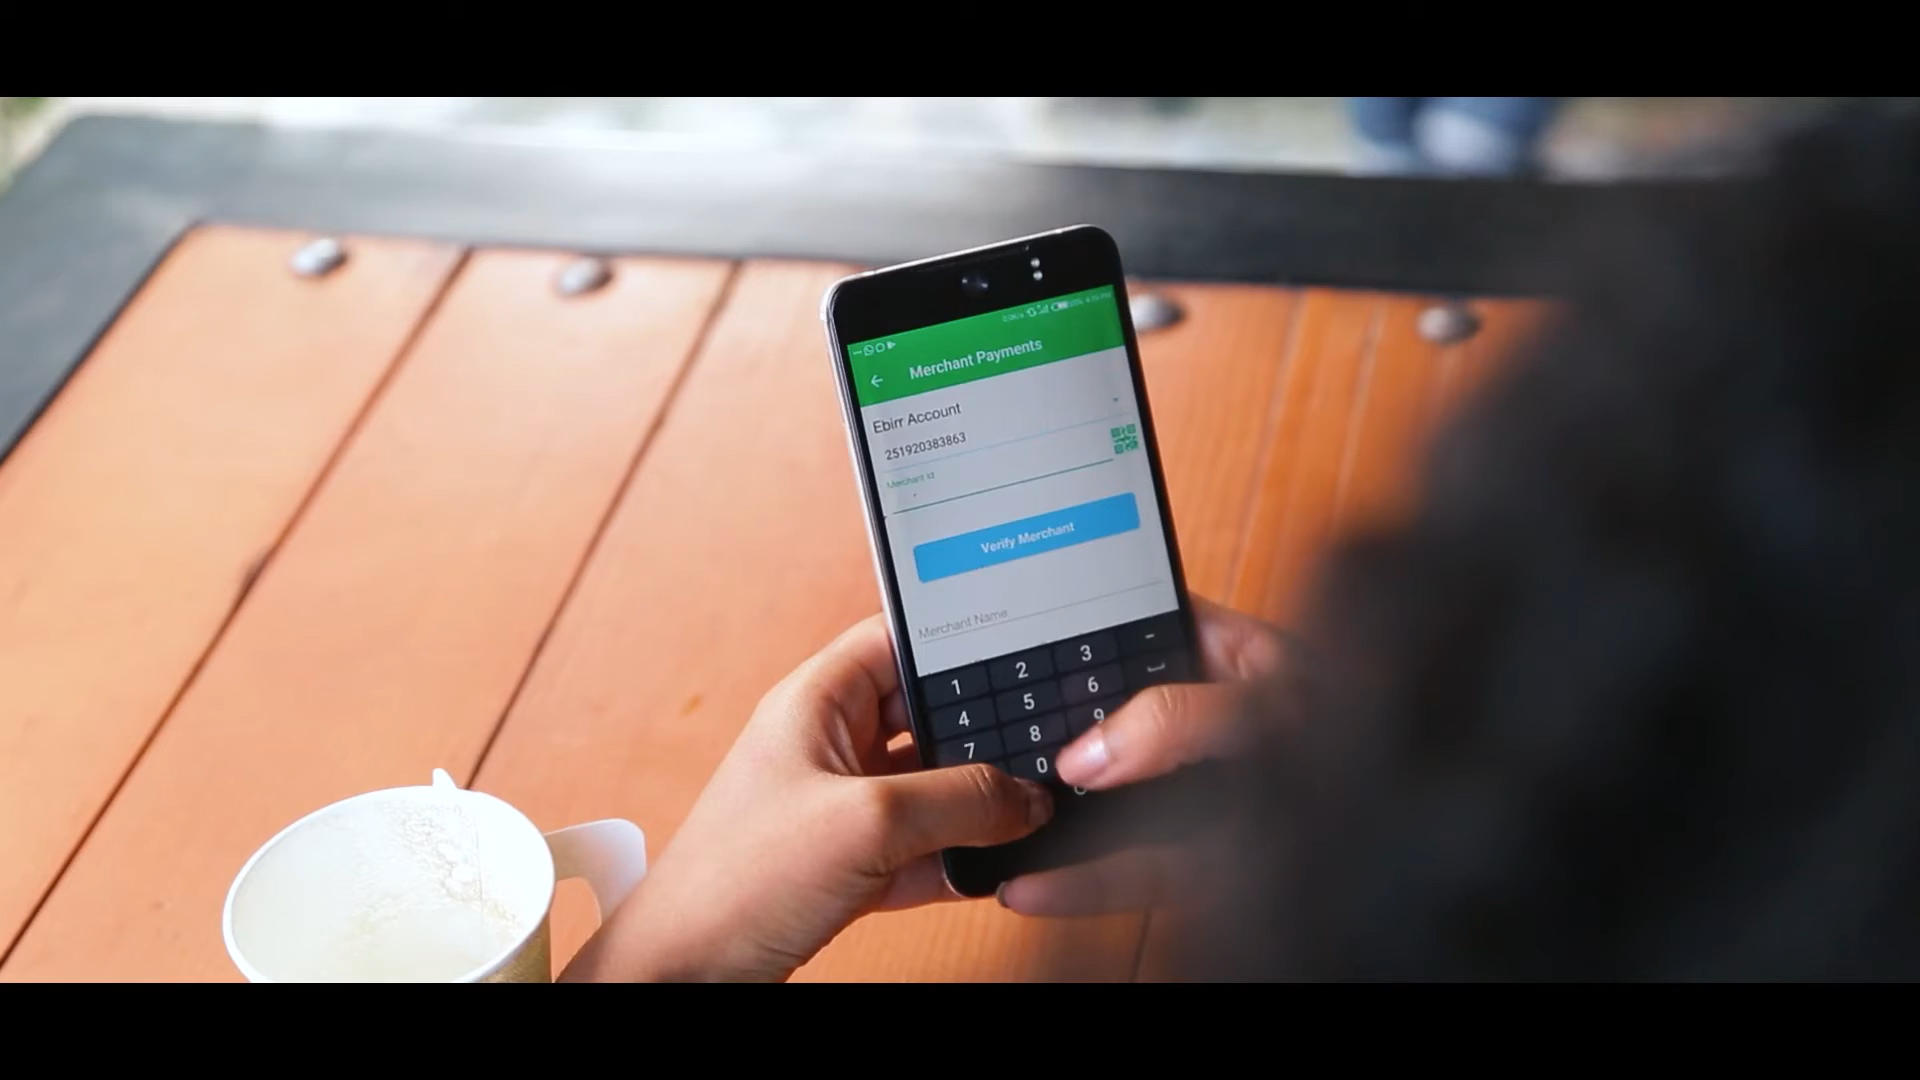 Merchant Payments
Ebirr Account
251920383863
Merchant Id
Verify Merchant
Merchant Name
1 2 3 -
4 5 6
7 8 9
0